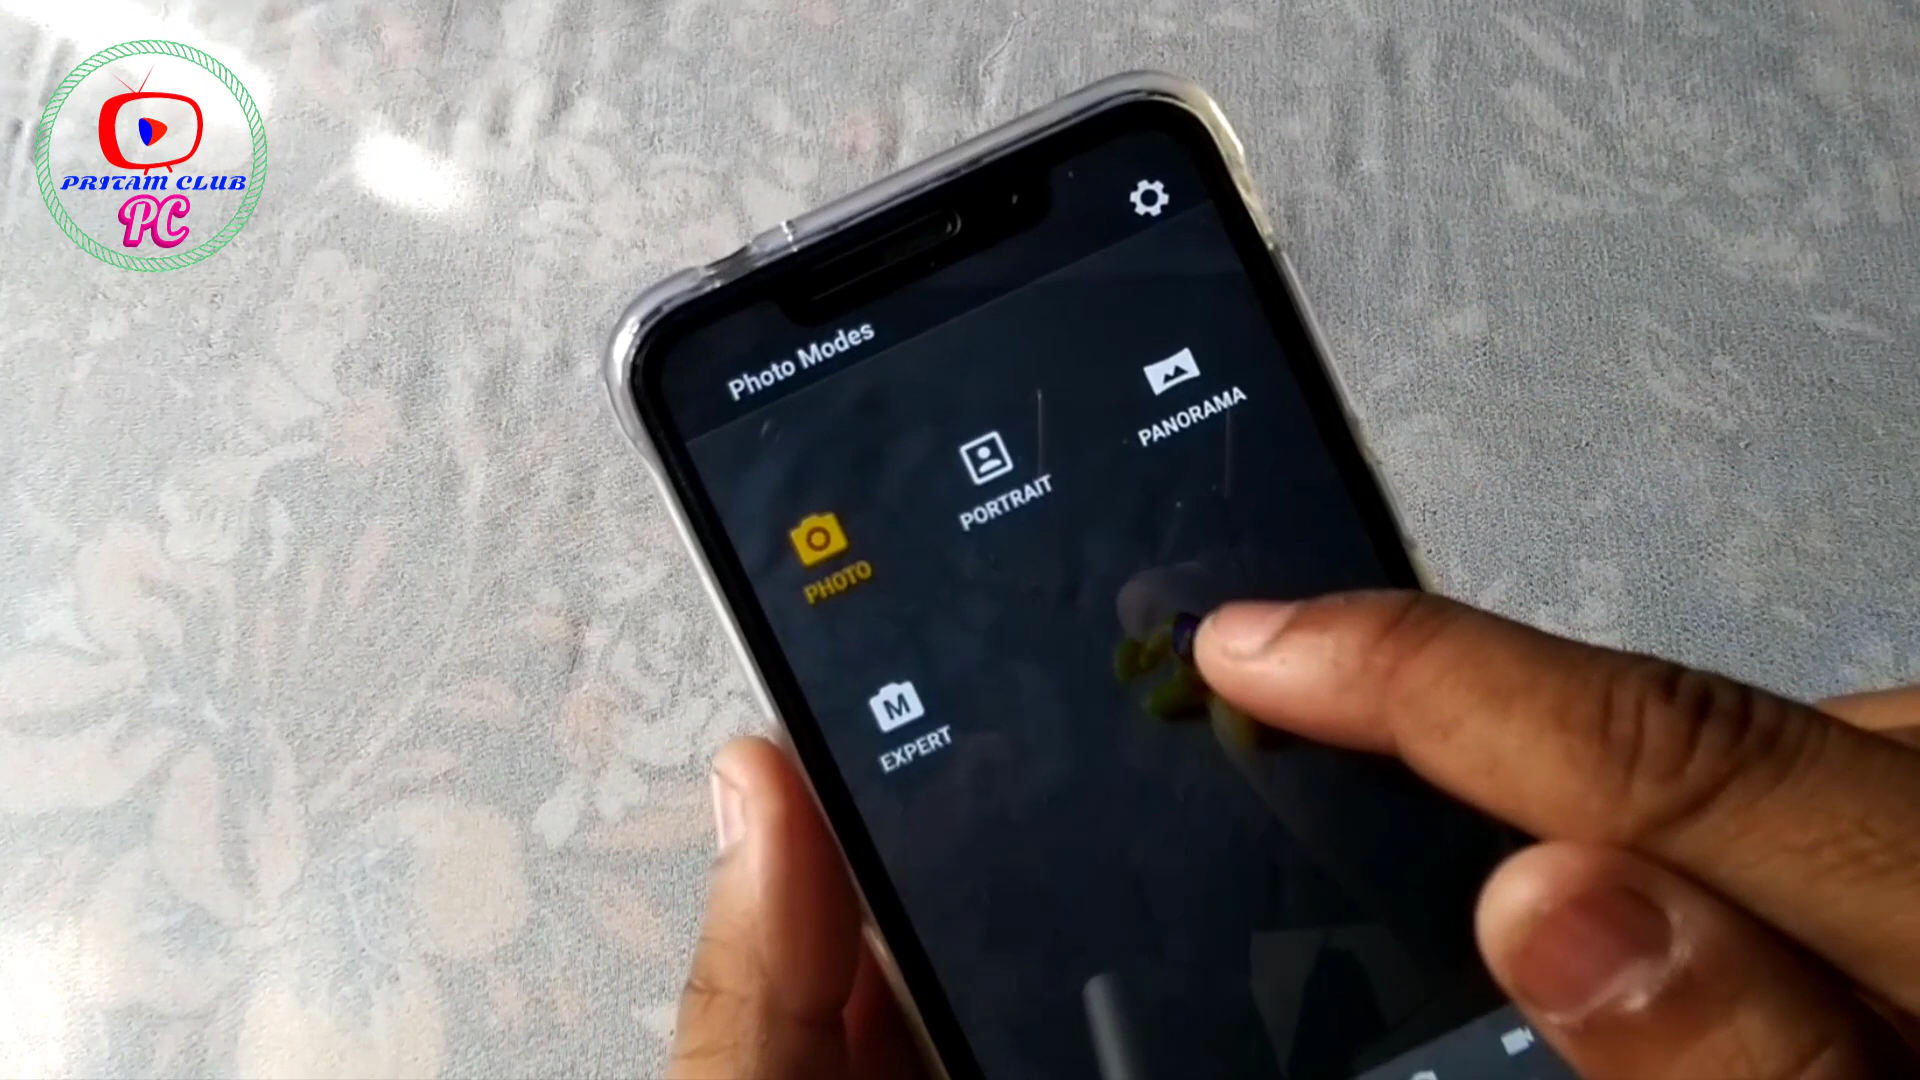 PRITAM CLUB
PC
Photo Modes
PHOTO
PORTRAIT
PANORAMA
M
EXPERT